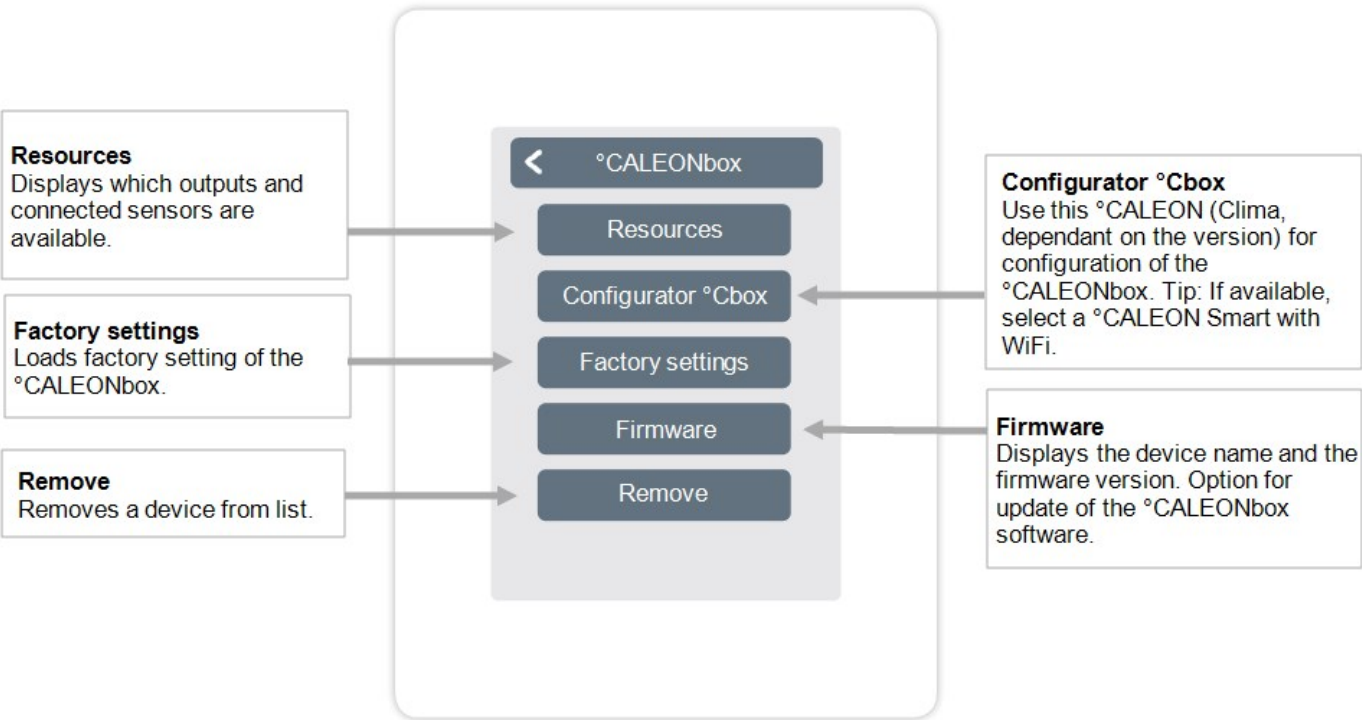 Resources
Displays which outputs and
connected sensors are
available.
Factory settings
Loads factory setting of the
°CALEONbox.
Remove
Removes a device from list.
°CALEONbox
Resources
Configurator °Cbox
Factory settings
Firmware
Remove
Configurator °Cbox
Use this °CALEON (Clima,
dependant on the version) for
configuration of the
°CALEONbox. Tip: If available,
select a °CALEON Smart with
WiFi.
Firmware
Displays the device name and the
firmware version. Option for
update of the °CALEONbox
software.